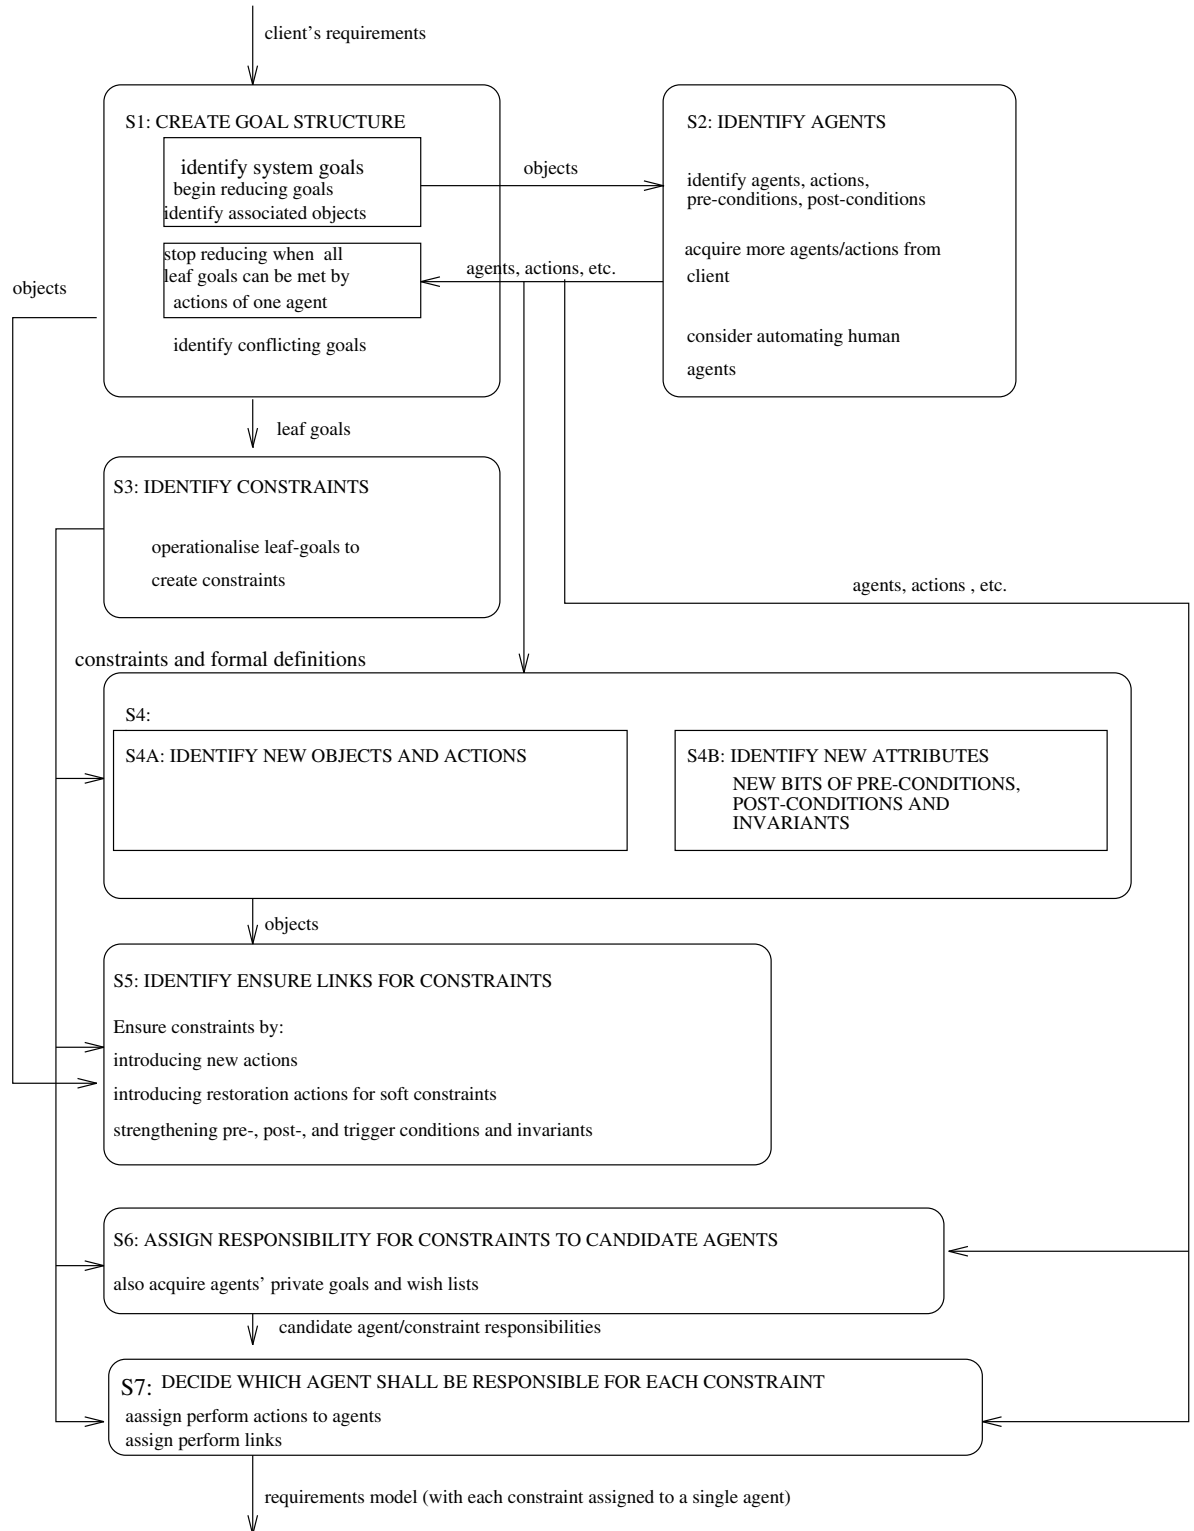 client's requirements
S1: CREATE GOAL STRUCTURE
identify system goals
begin reducing goals
identify associated objects
stop reducing when all
leaf goals can be met by
actions of one agent
identify conflicting goals
objects
S2: IDENTIFY AGENTS
identify agents, actions,
pre-conditions, post-conditions
acquire more agents/actions from
client
consider automating human
agents
agents, actions, etc.
objects
leaf goals
S3: IDENTIFY CONSTRAINTS
operationalise leaf-goals to
create constraints
agents, actions , etc.
constraints and formal definitions
S4:
S4A: IDENTIFY NEW OBJECTS AND ACTIONS
S4B: IDENTIFY NEW ATTRIBUTES
NEW BITS OF PRE-CONDITIONS,
POST-CONDITIONS AND
INVARIANTS
objects
S5: IDENTIFY ENSURE LINKS FOR CONSTRAINTS
Ensure constraints by:
introducing new actions
introducing restoration actions for soft constraints
strengthening pre-, post-, and trigger conditions and invariants
S6: ASSIGN RESPONSIBILITY FOR CONSTRAINTS TO CANDIDATE AGENTS
also acquire agents' private goals and wish lists
candidate agent/constraint responsibilities
S7: DECIDE WHICH AGENT SHALL BE RESPONSIBLE FOR EACH CONSTRAINT
aassign perform actions to agents
assign perform links
requirements model (with each constraint assigned to a single agent)